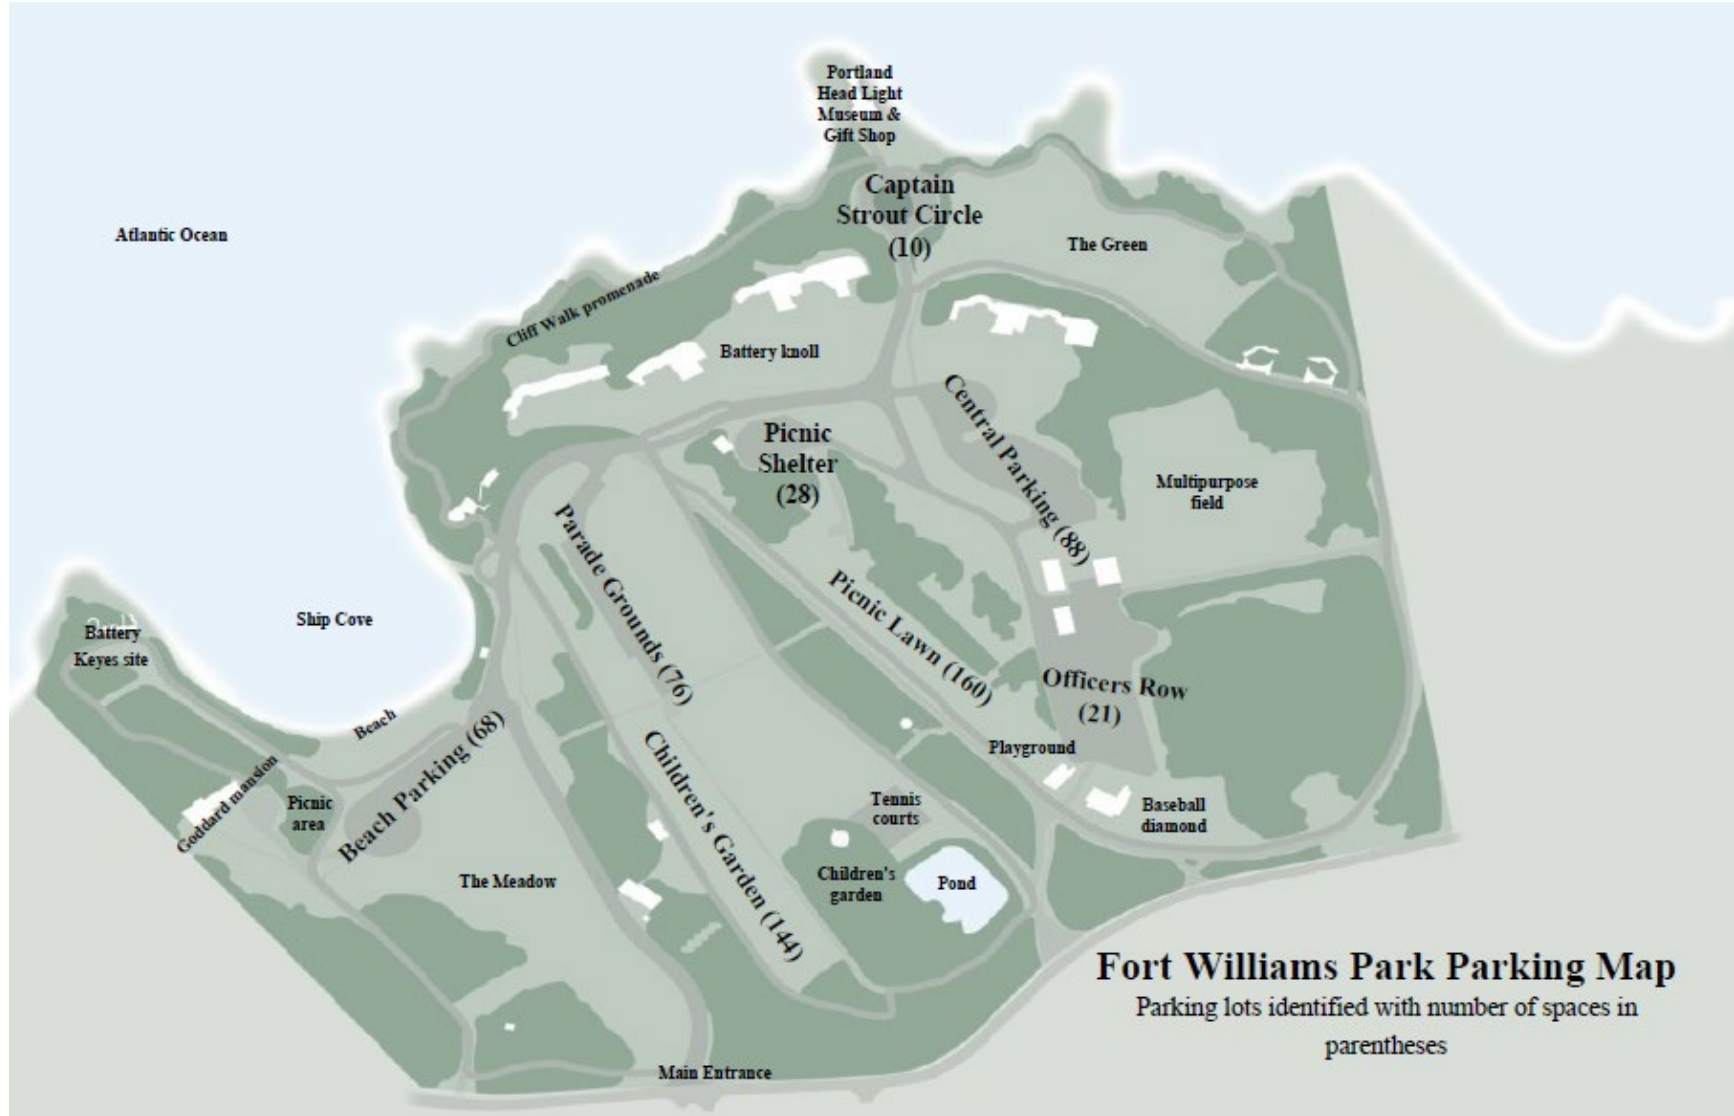 Portland
Head Light
Museum &
Gift Shop
Captain
Strout Circle
(10)
Atlantic Ocean
The Green
Cliff Walk promenade
Battery knoll
Central Parking (88)
Picnic
Shelter
(28)
Multipurpose
field
Parade Grounds (76)
Picnic Lawn (160)
Ship Cove
Battery
Keyes site
Officers Row
(21)
Beach
Beach Parking (68)
Playground
Children's Garden (144)
Goddard mansion
Picnic
area
Tennis
courts
Baseball
diamond
The Meadow
Children's
garden
Pond
Fort Williams Park Parking Map
Parking lots identified with number of spaces in
parentheses
Main Entrance